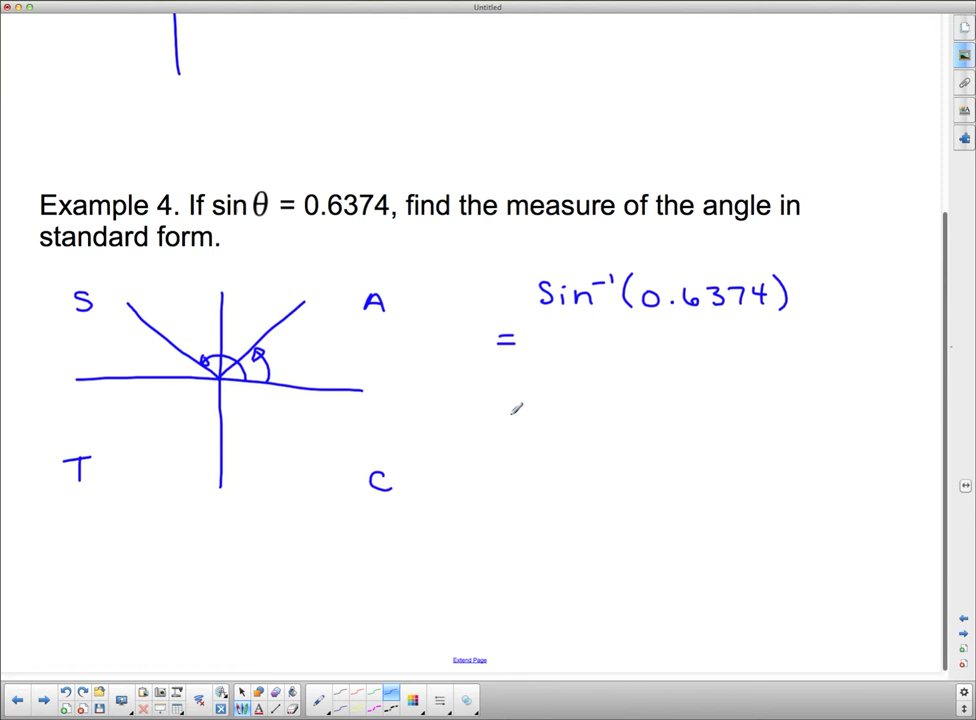 Untitled
Example 4. If sin θ = 0.6374, find the measure of the angle in
standard form.
S
A
sin⁻¹(0.6374)
=
T
C
Extend Page